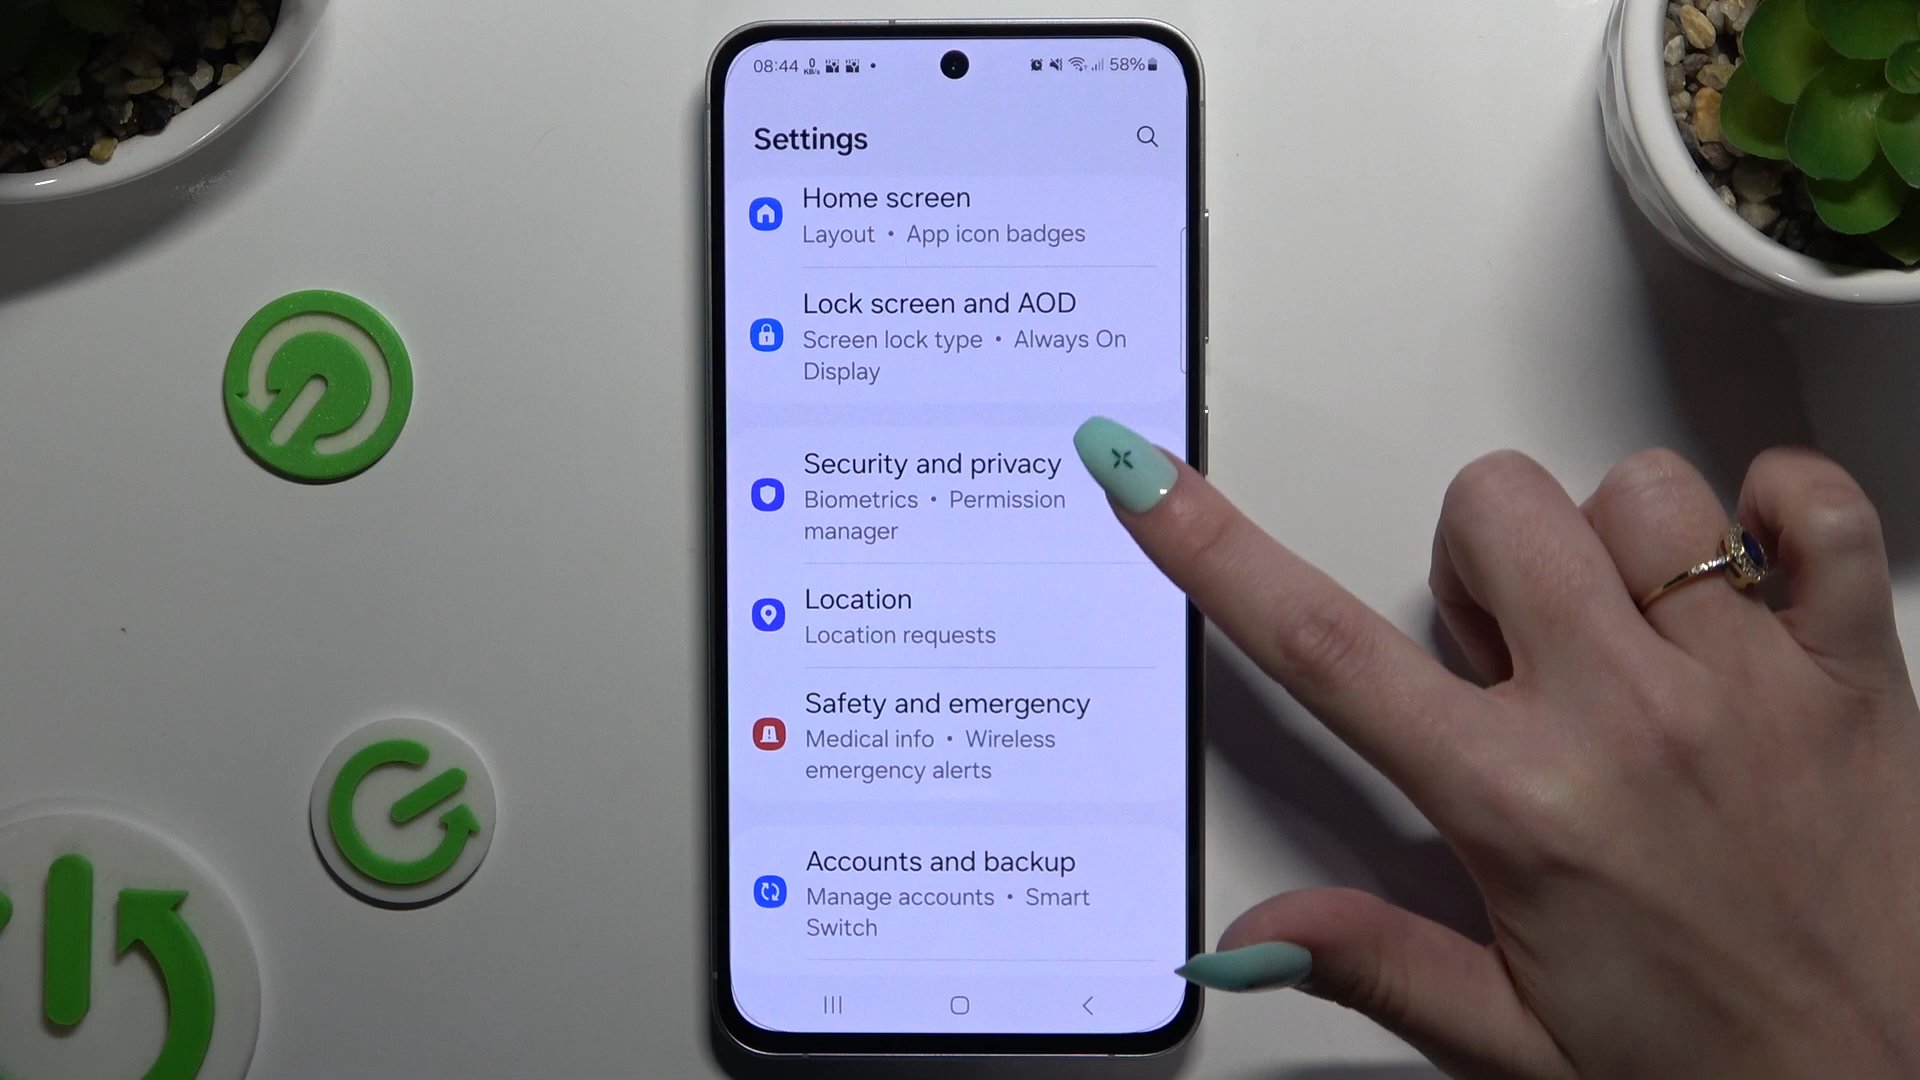 08:44 0 KB/s 58%
Settings
Home screen
Layout • App icon badges
Lock screen and AOD
Screen lock type • Always On
Display
Security and privacy
Biometrics • Permission
manager
Location
Location requests
Safety and emergency
Medical info • Wireless
emergency alerts
Accounts and backup
Manage accounts • Smart
Switch